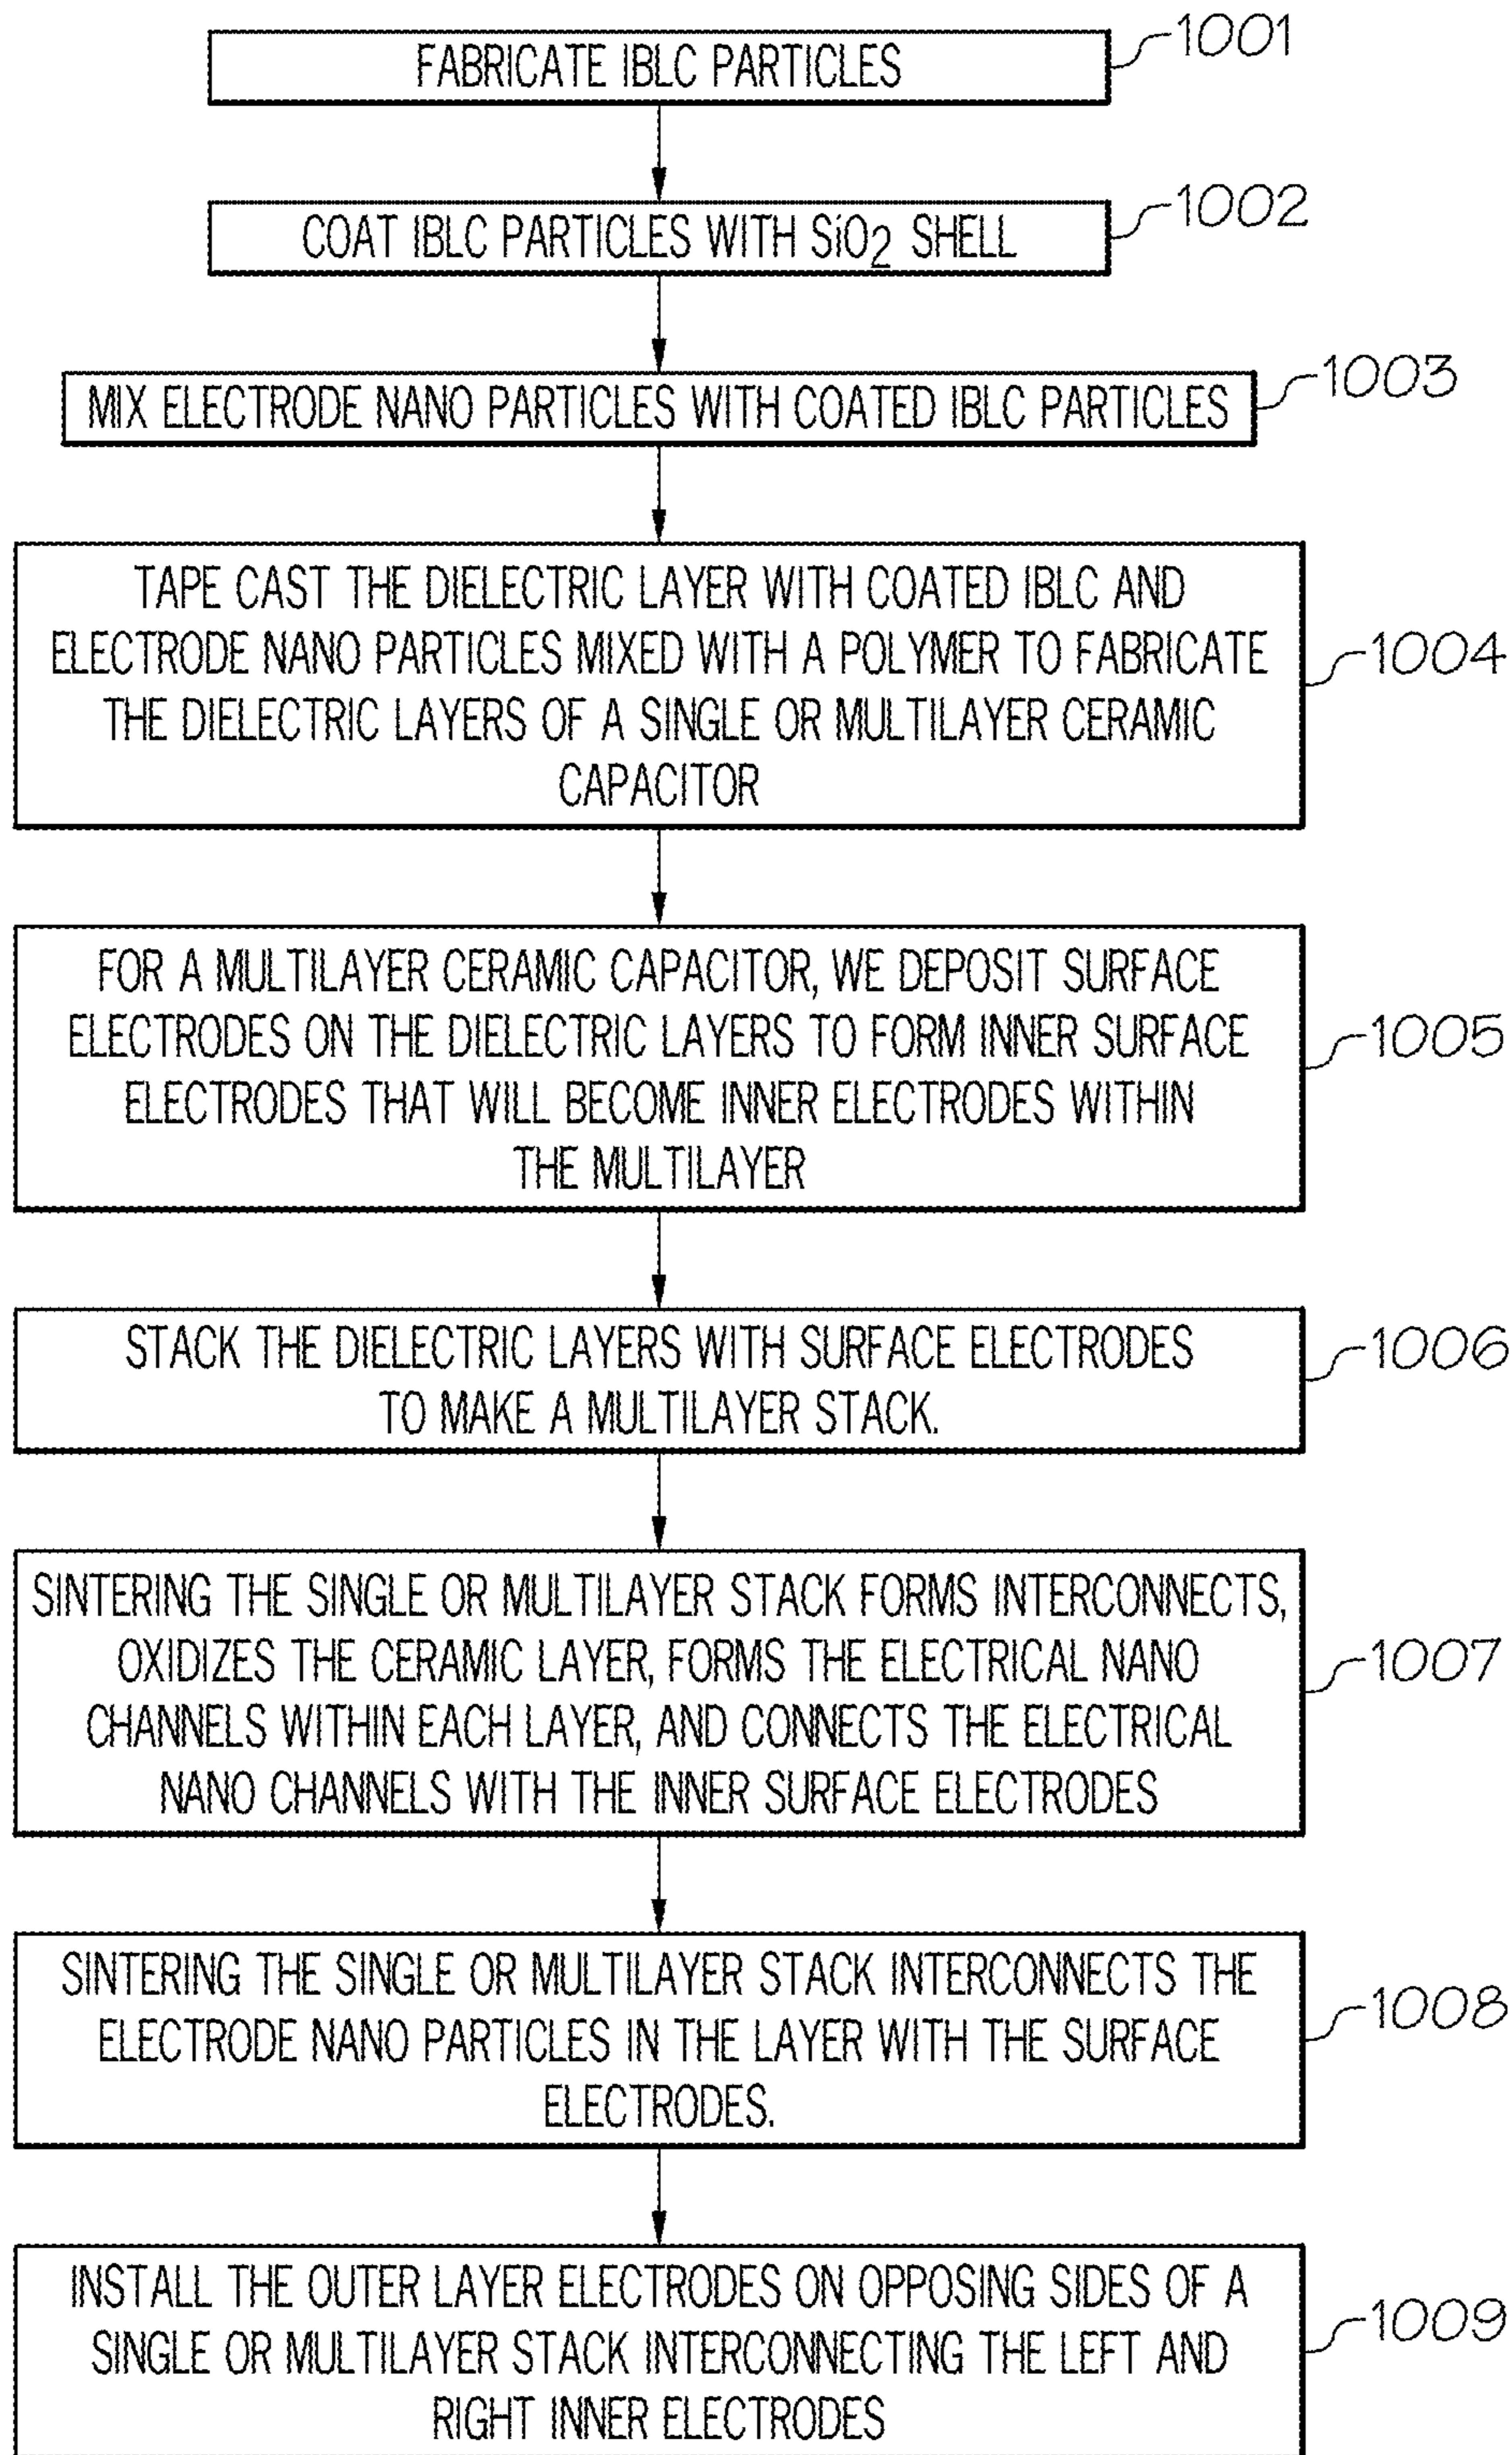 FABRICATE IBLC PARTICLES
1001
COAT IBLC PARTICLES WITH SiO2 SHELL
1002
MIX ELECTRODE NANO PARTICLES WITH COATED IBLC PARTICLES
1003
TAPE CAST THE DIELECTRIC LAYER WITH COATED IBLC AND
ELECTRODE NANO PARTICLES MIXED WITH A POLYMER TO FABRICATE
THE DIELECTRIC LAYERS OF A SINGLE OR MULTILAYER CERAMIC
CAPACITOR
1004
FOR A MULTILAYER CERAMIC CAPACITOR, WE DEPOSIT SURFACE
ELECTRODES ON THE DIELECTRIC LAYERS TO FORM INNER SURFACE
ELECTRODES THAT WILL BECOME INNER ELECTRODES WITHIN
THE MULTILAYER
1005
STACK THE DIELECTRIC LAYERS WITH SURFACE ELECTRODES
TO MAKE A MULTILAYER STACK.
1006
SINTERING THE SINGLE OR MULTILAYER STACK FORMS INTERCONNECTS,
OXIDIZES THE CERAMIC LAYER, FORMS THE ELECTRICAL NANO
CHANNELS WITHIN EACH LAYER, AND CONNECTS THE ELECTRICAL
NANO CHANNELS WITH THE INNER SURFACE ELECTRODES
1007
SINTERING THE SINGLE OR MULTILAYER STACK INTERCONNECTS THE
ELECTRODE NANO PARTICLES IN THE LAYER WITH THE SURFACE
ELECTRODES.
1008
INSTALL THE OUTER LAYER ELECTRODES ON OPPOSING SIDES OF A
SINGLE OR MULTILAYER STACK INTERCONNECTING THE LEFT AND
RIGHT INNER ELECTRODES
1009